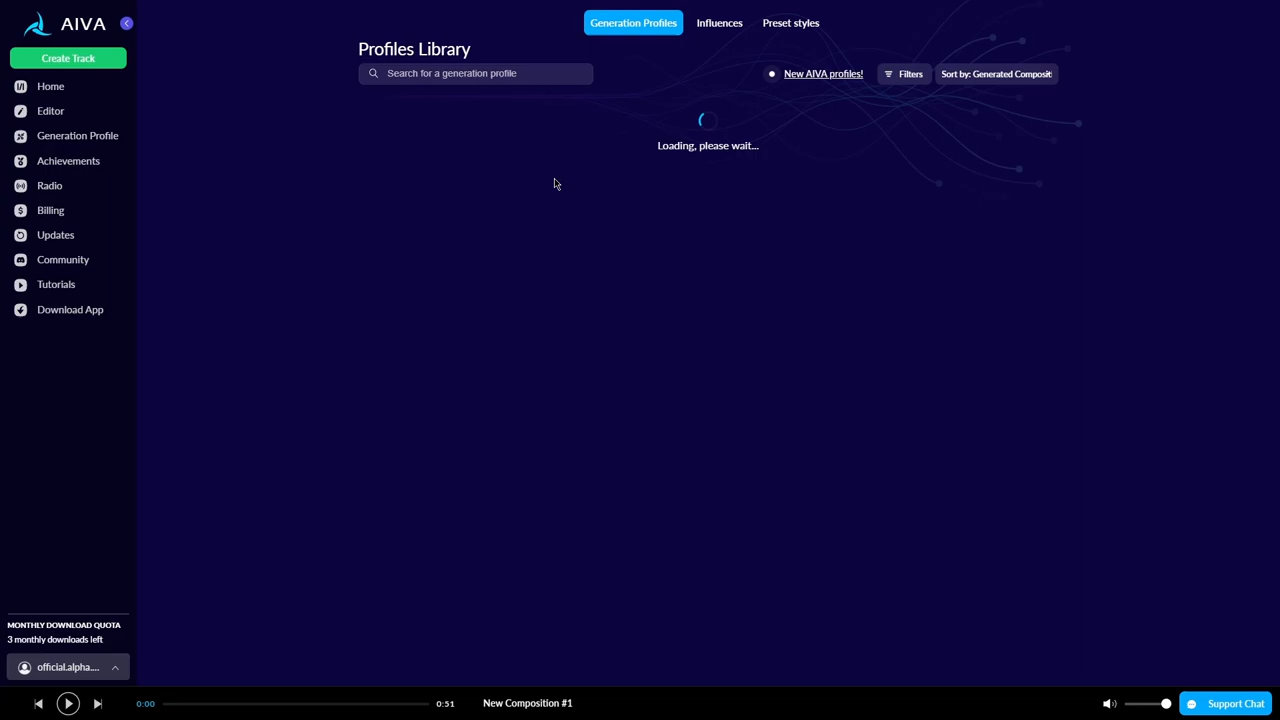 AIVA
Create Track
Home
Editor
Generation Profile
Achievements
Radio
Billing
Updates
Community
Tutorials
Download App
MONTHLY DOWNLOAD QUOTA
3 monthly downloads left
official.alpha....
Generation Profiles
Influences
Preset styles
Profiles Library
Search for a generation profile
New AIVA profiles!
Filters
Sort by: Generated Composit
Loading, please wait...
0:00
0:51
New Composition #1
Support Chat